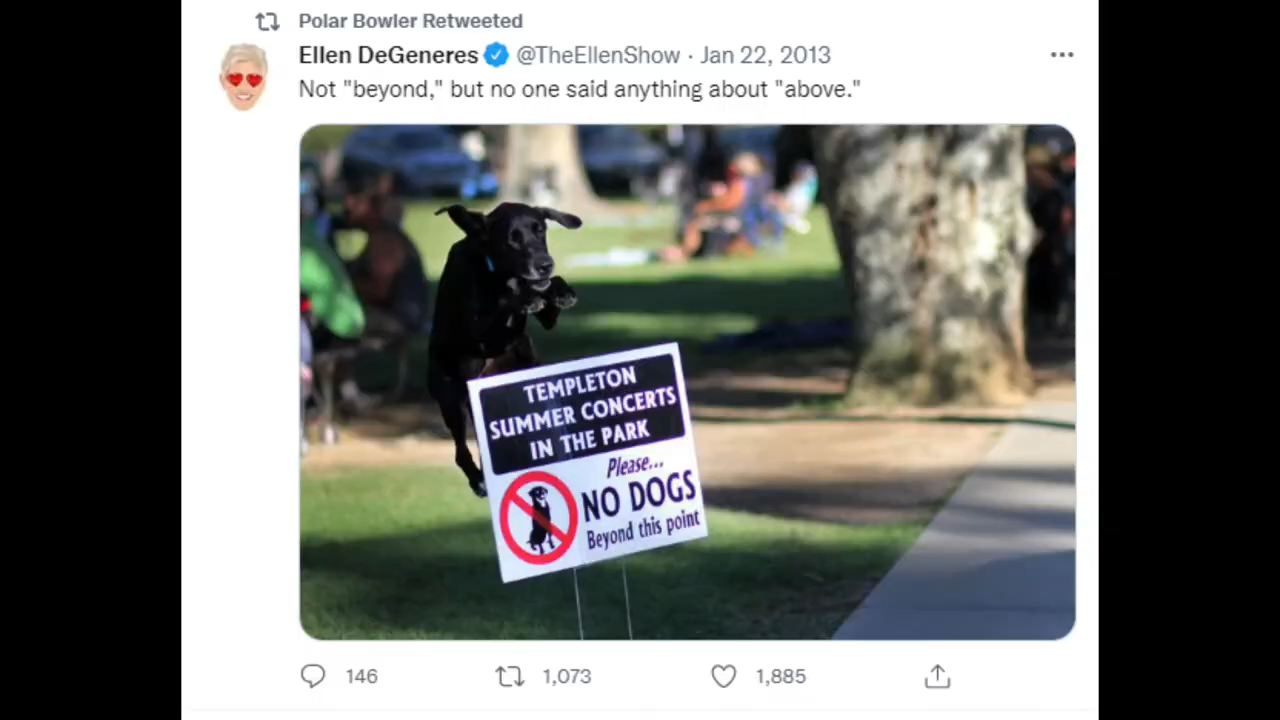 Polar Bowler Retweeted
Ellen DeGeneres @TheEllenShow · Jan 22, 2013
Not "beyond," but no one said anything about "above."
TEMPLETON
SUMMER CONCERTS
IN THE PARK
Please...
NO DOGS
Beyond this point
146 1,073 1,885